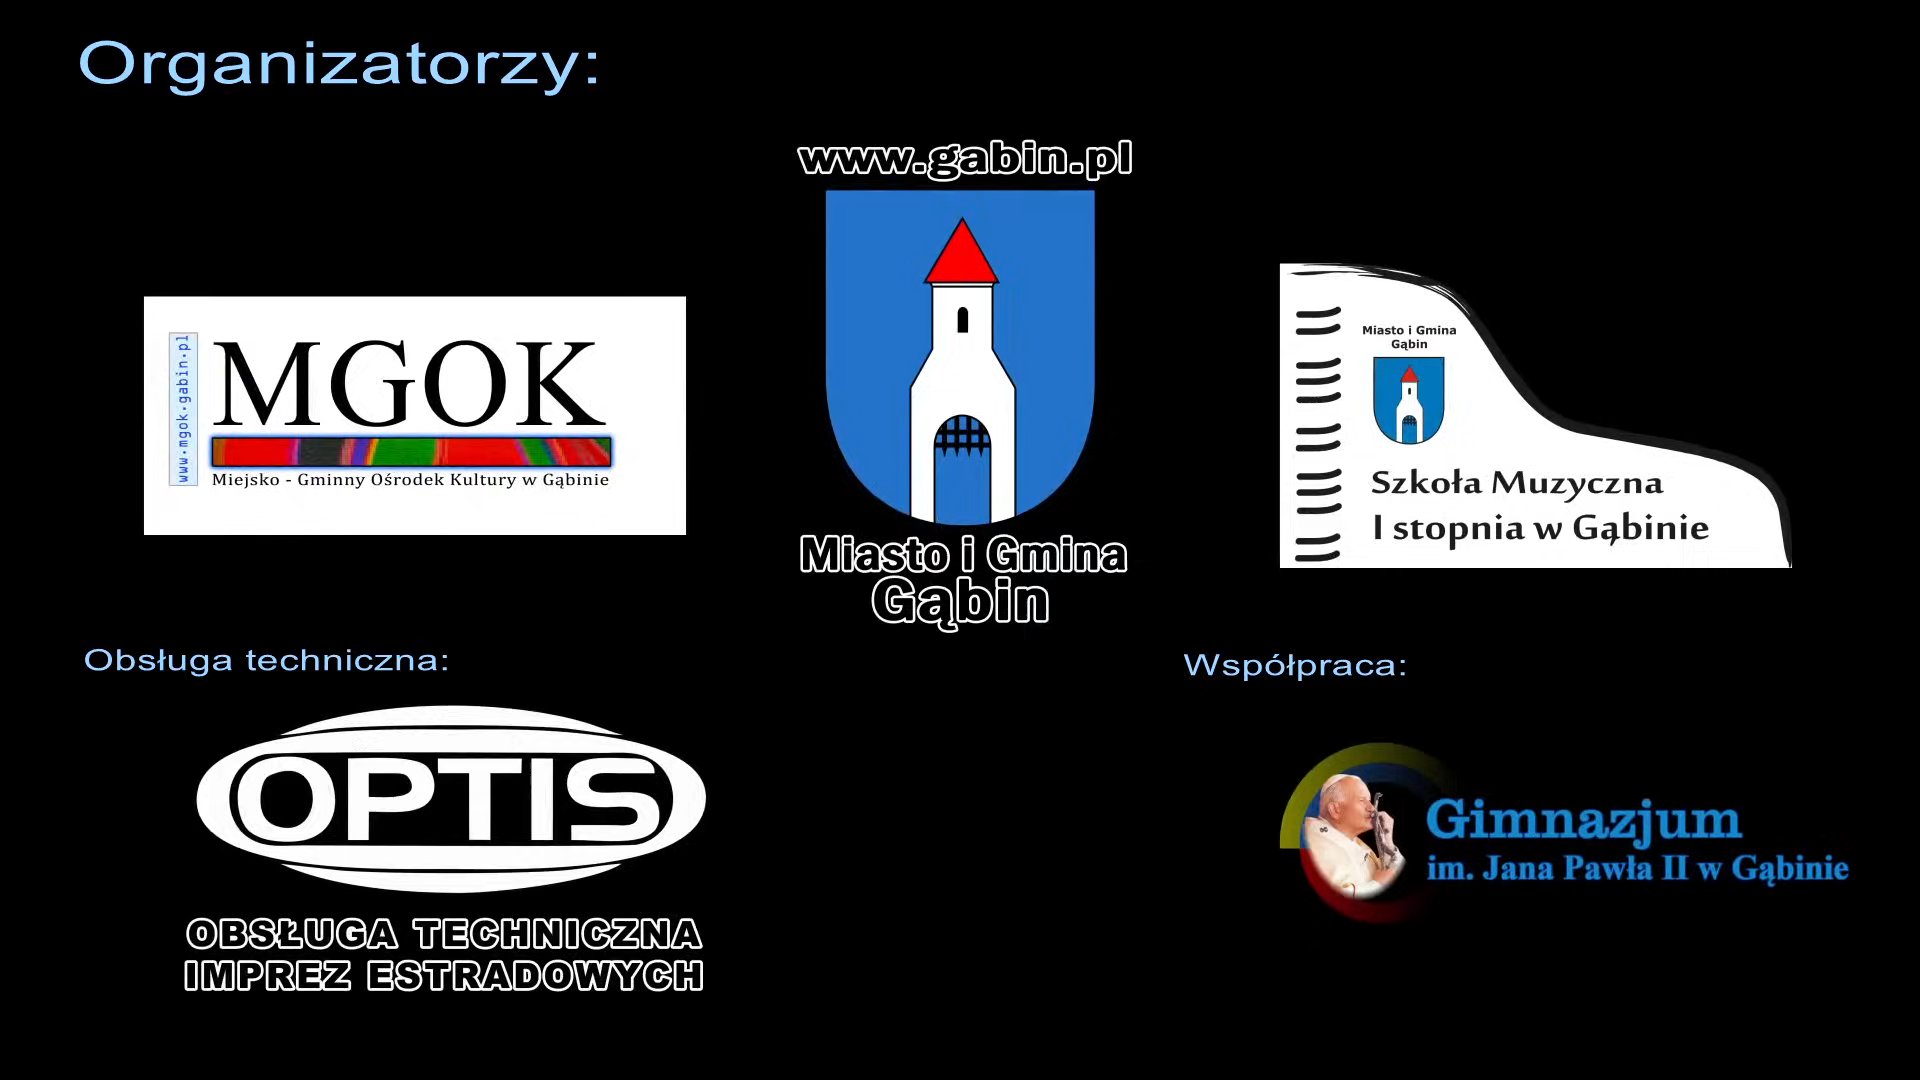 Organizatorzy:
www.gabin.pl
www.mgok.gabin.pl
MGOK
Miejsko - Gminny Ośrodek Kultury w Gąbinie
Miasto i Gmina
Gąbin
Miasto i Gmina
Gąbin
Szkoła Muzyczna
I stopnia w Gąbinie
Obsługa techniczna:
OPTIS
OBSŁUGA TECHNICZNA
IMPREZ ESTRADOWYCH
Współpraca:
Gimnazjum
im. Jana Pawła II w Gąbinie